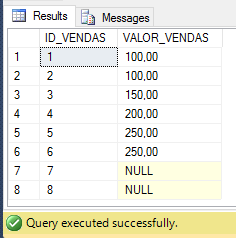 Results Messages
ID_VENDAS VALOR_VENDAS
1 1 100,00
2 2 100,00
3 3 150,00
4 4 200,00
5 5 250,00
6 6 250,00
7 7 NULL
8 8 NULL
Query executed successfully.